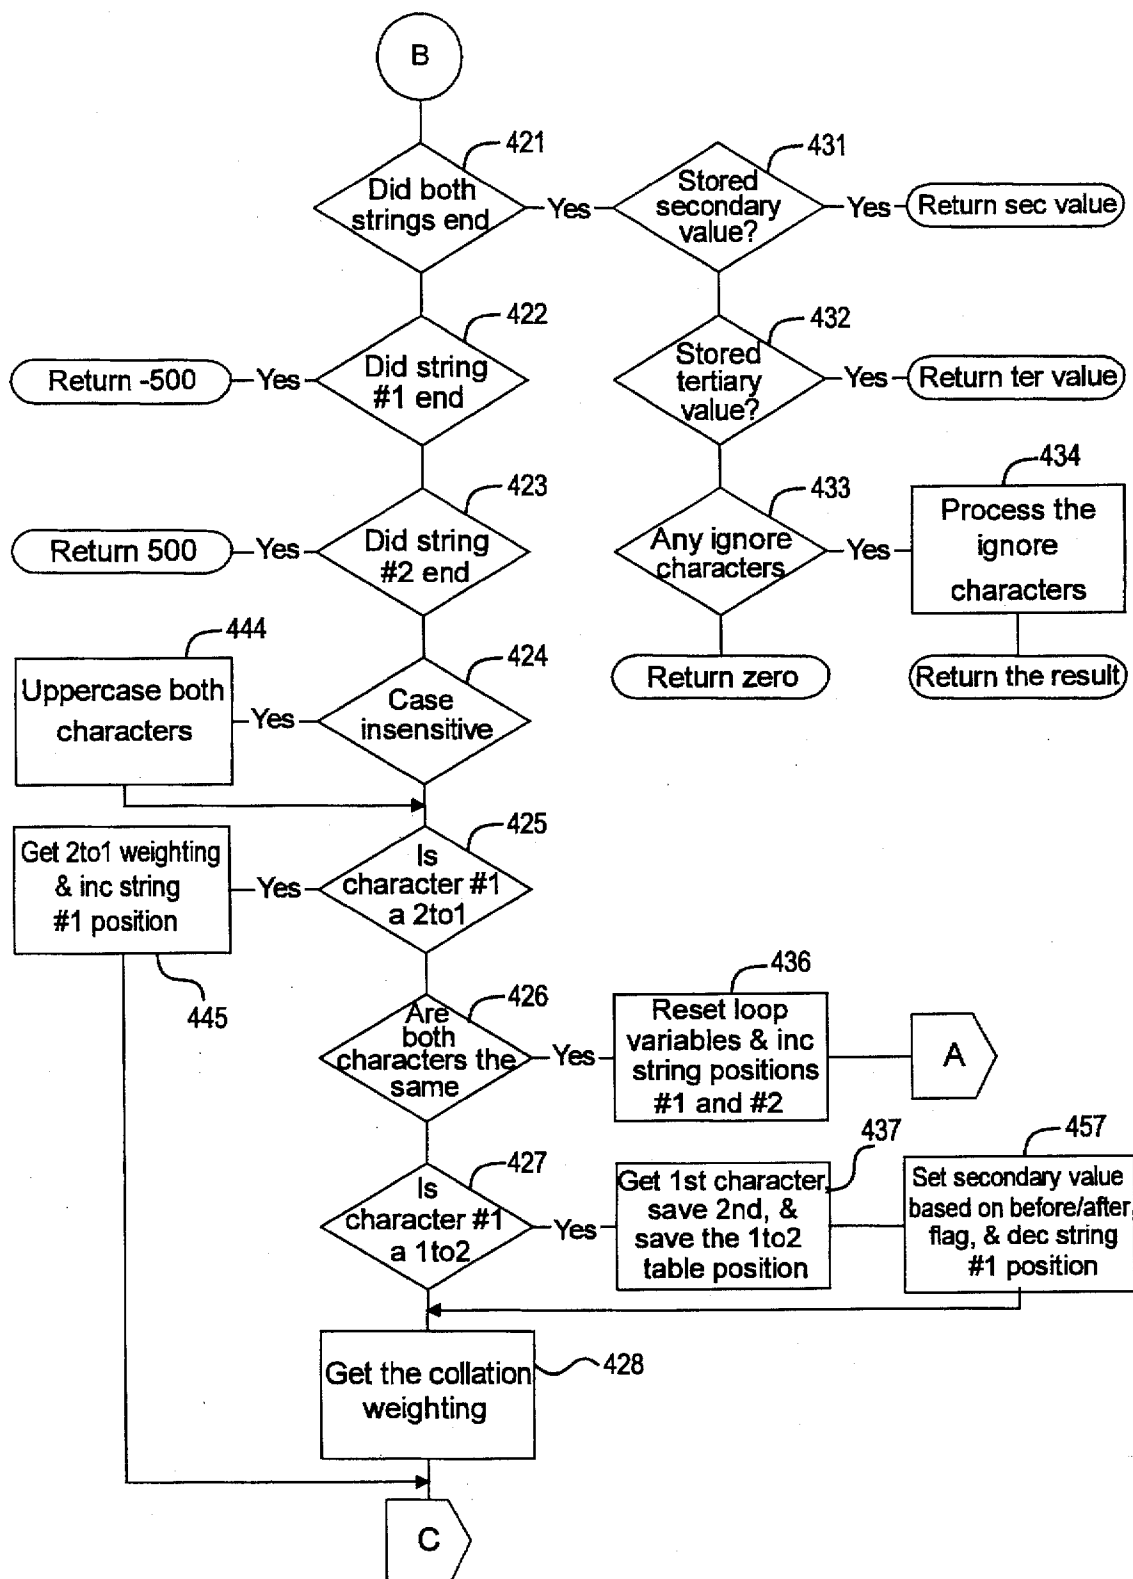 B
421
Did both
strings end
Yes
431
Stored
secondary
value?
Yes
Return sec value
422
Did string
#1 end
Yes
Return -500
432
Stored
tertiary
value?
Yes
Return ter value
423
Did string
#2 end
Yes
Return 500
433
Any ignore
characters
Yes
434
Process the
ignore
characters
Return zero
Return the result
444
Uppercase both
characters
Yes
424
Case
insensitive
425
Is
character #1
a 2to1
Yes
Get 2to1 weighting
& inc string
#1 position
445
426
Are
both
characters the
same
Yes
436
Reset loop
variables & inc
string positions
#1 and #2
A
427
Is
character #1
a 1to2
Yes
437
Get 1st character,
save 2nd, &
save the 1to2
table position
457
Set secondary value
based on before/after,
flag, & dec string
#1 position
Get the collation
weighting
428
C